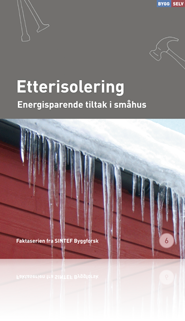 BYGG SELV
Etterisolering
Energisparende tiltak i småhus
Faktaserien fra SINTEF Byggforsk
6